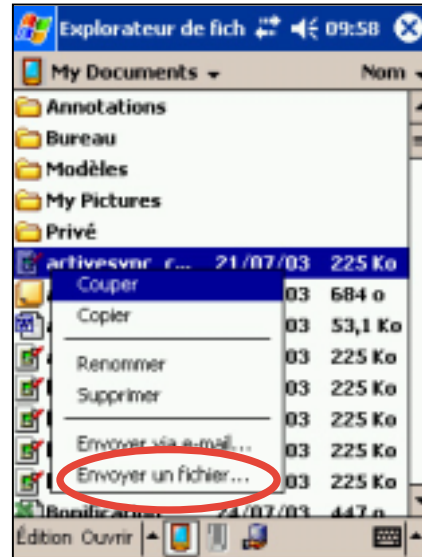 Explorateur de fich 09:58
My Documents Nom
Annotations
Bureau
Modèles
My Pictures
Privé
activesync_c... 21/07/03 225 Ko
Couper
03 684 o
Copier
03 53,1 Ko
03 225 Ko
Renommer
03 225 Ko
Supprimer
03 225 Ko
Envoyer via e-mail...
03 225 Ko
Envoyer un fichier...
03 225 Ko
Bonification 24/07/03 447 o
Édition Ouvrir